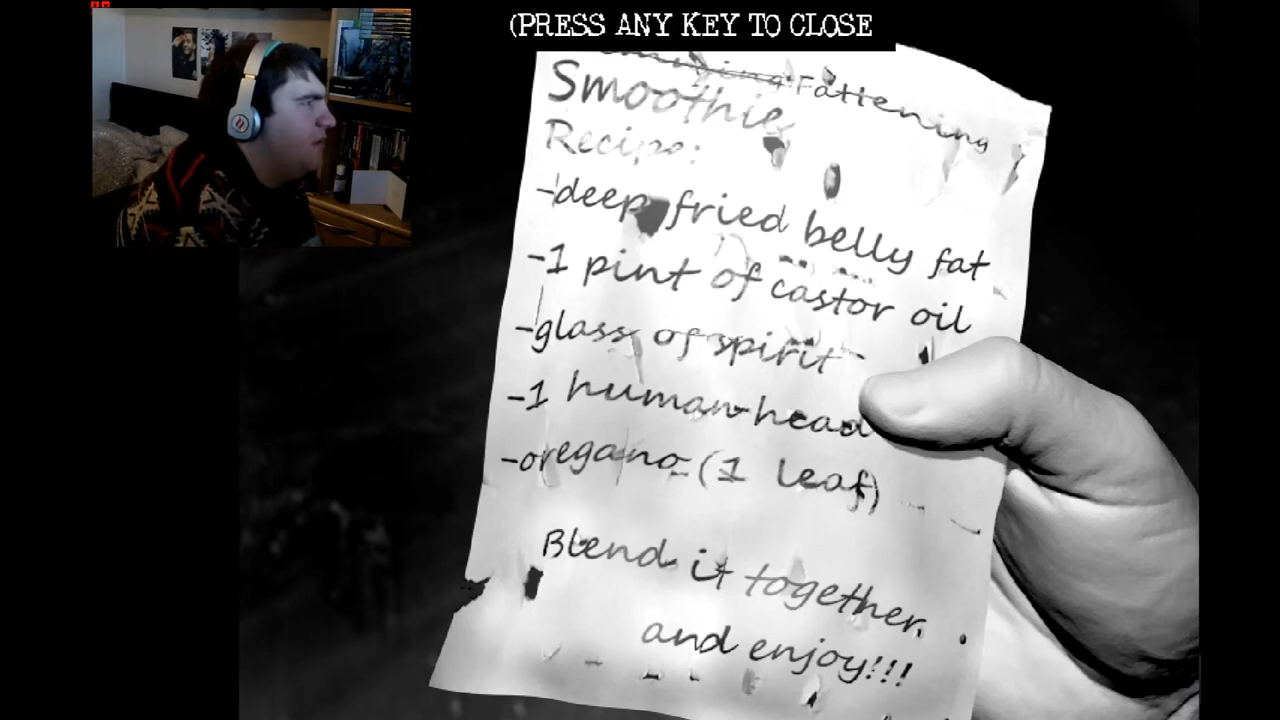 (PRESS ANY KEY TO CLOSE
Fattening
Smoothie
Recipe:
-deep fried belly fat
-1 pint of castor oil
-glass of spirit
-1 human head
-oregano (1 leaf)
Blend it together.
and enjoy!!!